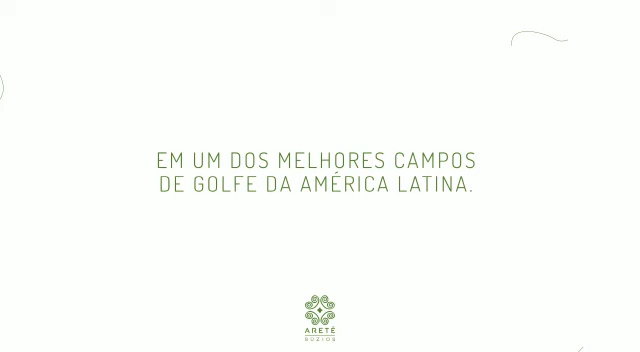 EM UM DOS MELHORES CAMPOS
DE GOLFE DA AMÉRICA LATINA.
ARETÊ
BÚZIOS